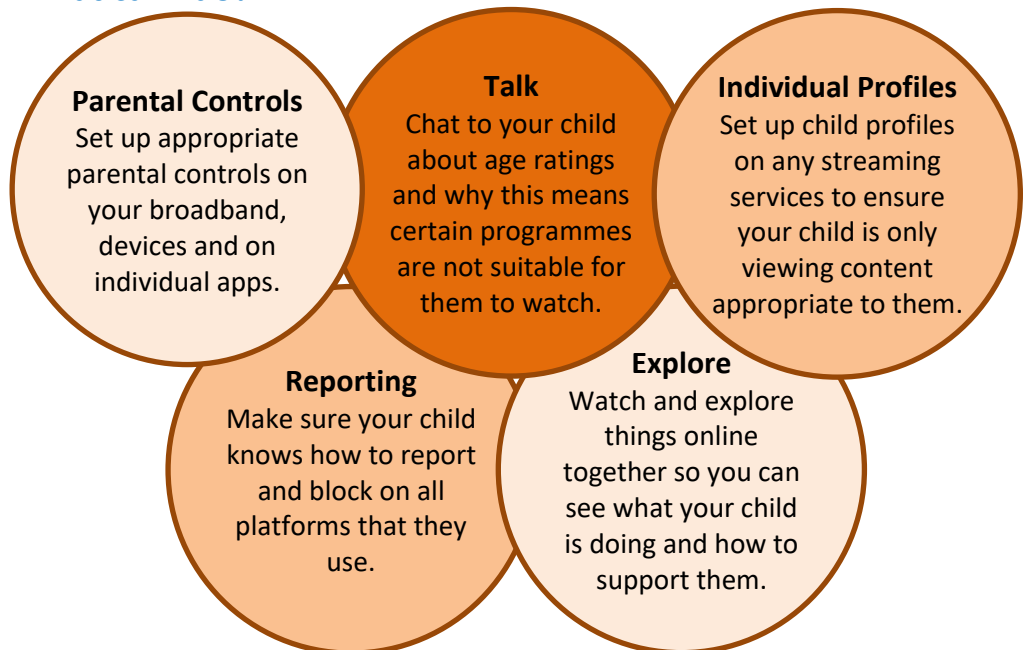 Parental Controls
Set up appropriate
parental controls on
your broadband,
devices and on
individual apps.
Talk
Chat to your child
about age ratings
and why this means
certain programmes
are not suitable for
them to watch.
Individual Profiles
Set up child profiles
on any streaming
services to ensure
your child is only
viewing content
appropriate to them.
Reporting
Make sure your child
knows how to report
and block on all
platforms that they
use.
Explore
Watch and explore
things online
together so you can
see what your child
is doing and how to
support them.